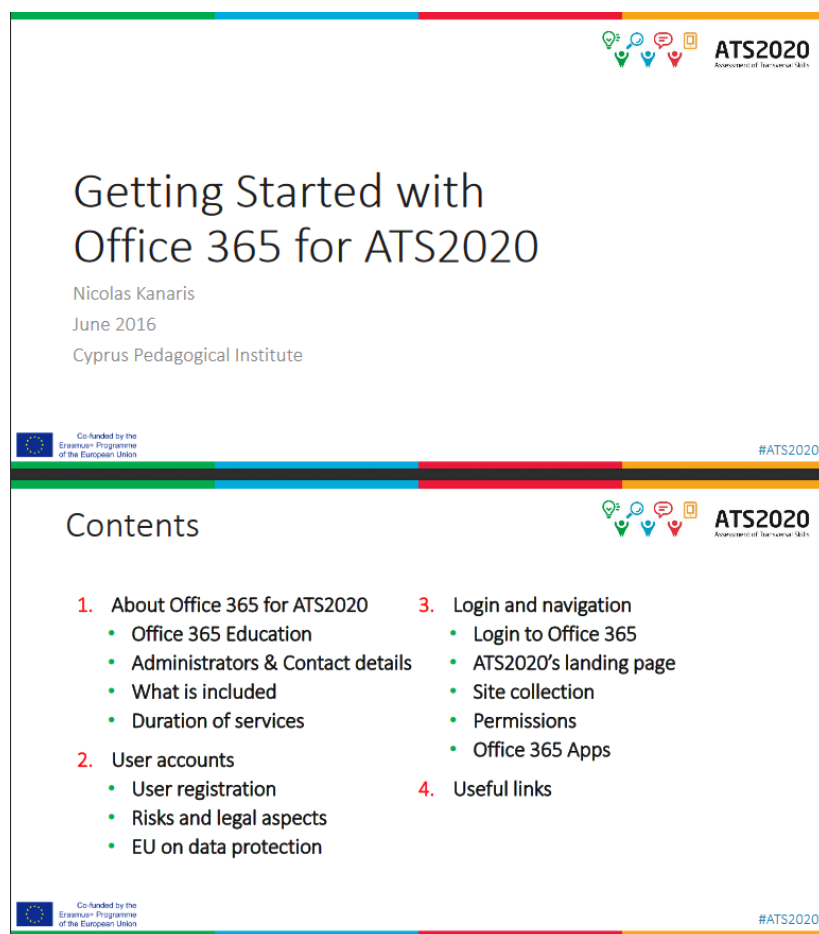 ATS2020
Assessment of Transversal Skills
Getting Started with
Office 365 for ATS2020
Nicolas Kanaris
June 2016
Cyprus Pedagogical Institute
Co-funded by the
Erasmus+ Programme
of the European Union
#ATS2020
Contents
ATS2020
Assessment of Transversal Skills
1. About Office 365 for ATS2020
• Office 365 Education
• Administrators & Contact details
• What is included
• Duration of services
2. User accounts
• User registration
• Risks and legal aspects
• EU on data protection
3. Login and navigation
• Login to Office 365
• ATS2020’s landing page
• Site collection
• Permissions
• Office 365 Apps
4. Useful links
Co-funded by the
Erasmus+ Programme
of the European Union
#ATS2020